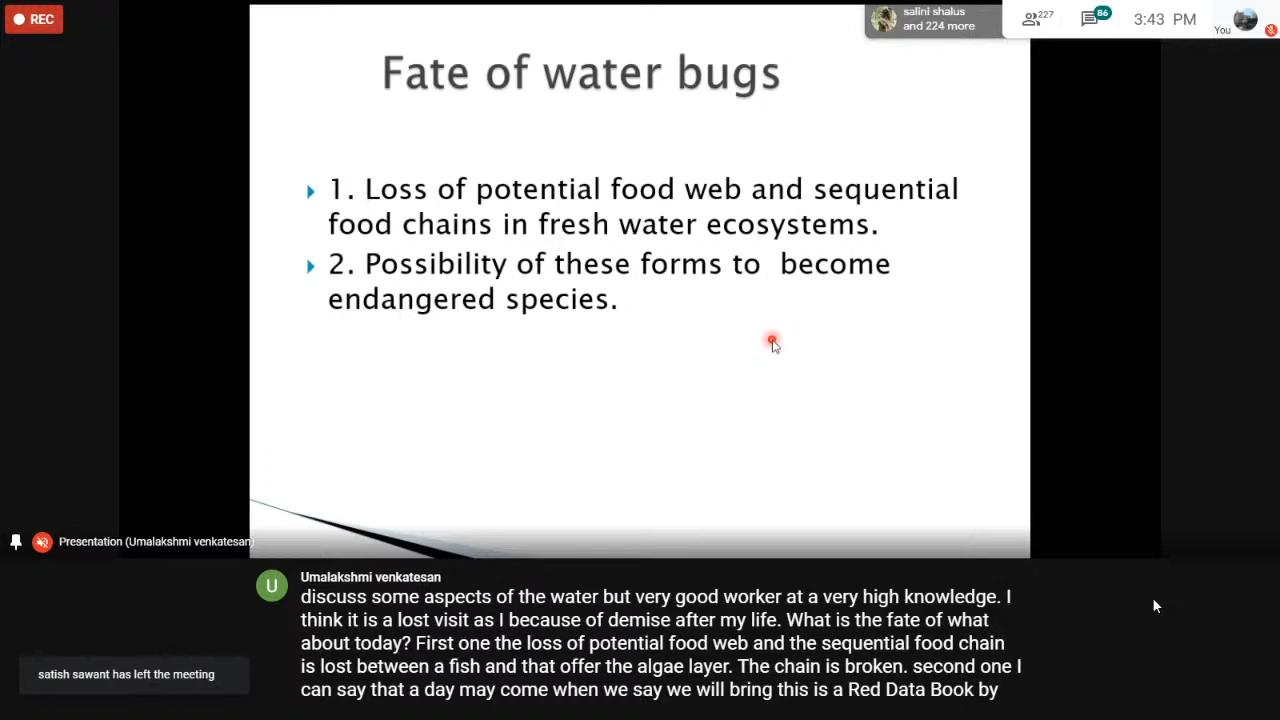 REC
salini shalus
and 224 more
227
86
3:43 PM
You
Fate of water bugs
1. Loss of potential food web and sequential
food chains in fresh water ecosystems.
2. Possibility of these forms to become
endangered species.
Presentation (Umalakshmi venkatesan)
U
Umalakshmi venkatesan
discuss some aspects of the water but very good worker at a very high knowledge. I
think it is a lost visit as I because of demise after my life. What is the fate of what
about today? First one the loss of potential food web and the sequential food chain
is lost between a fish and that offer the algae layer. The chain is broken. second one I
can say that a day may come when we say we will bring this is a Red Data Book by
satish sawant has left the meeting